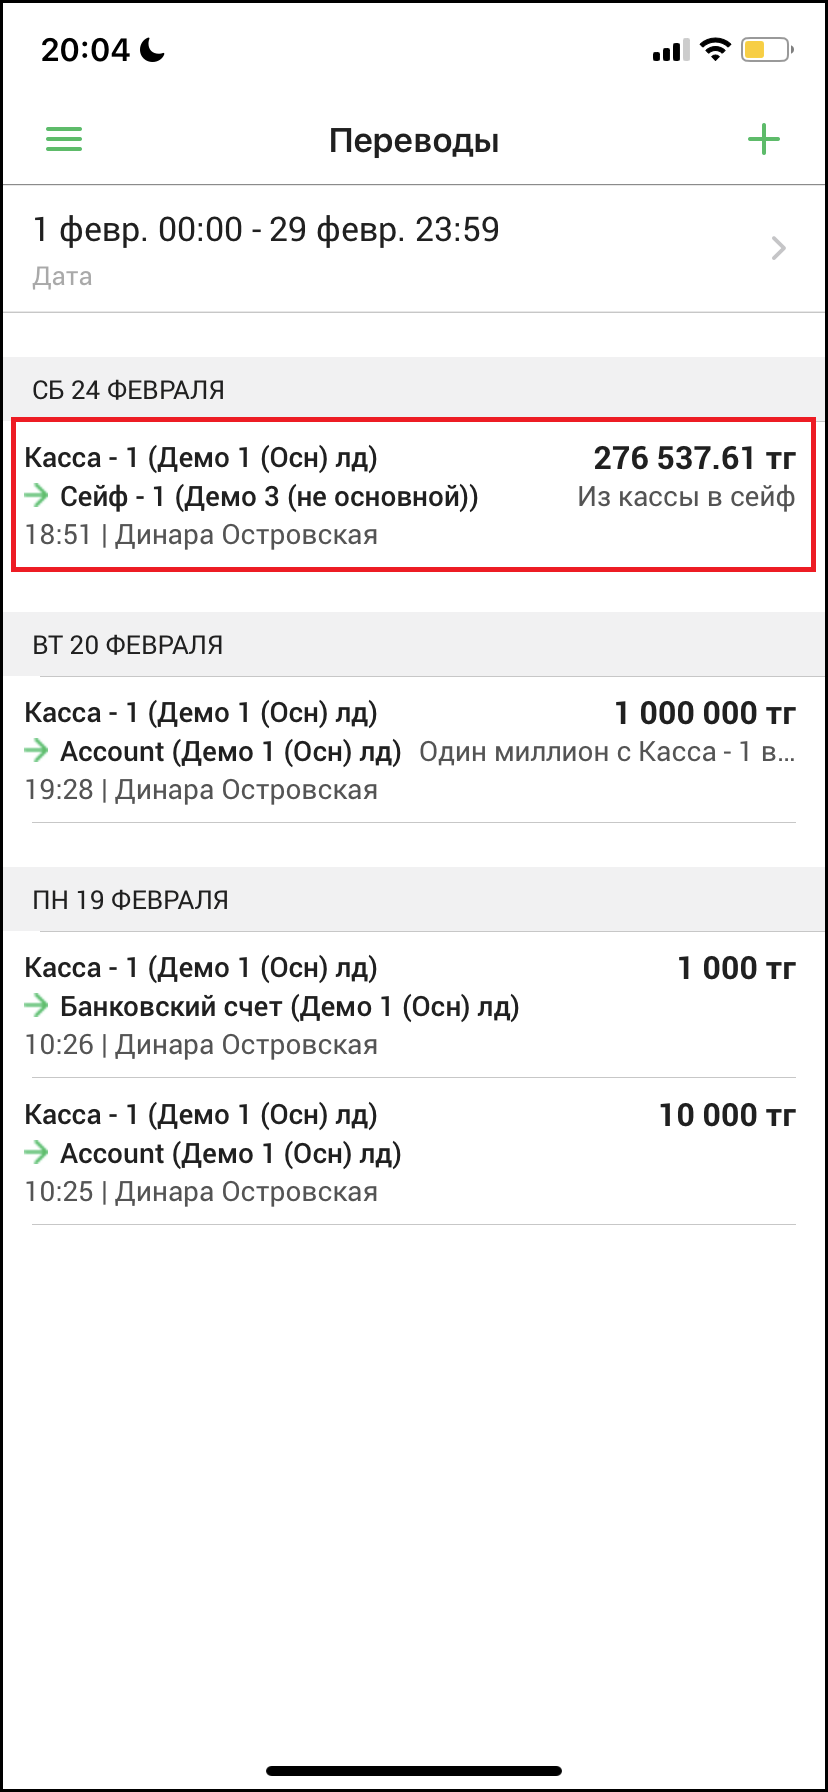 20:04
Переводы
1 февр. 00:00 - 29 февр. 23:59
Дата
СБ 24 ФЕВРАЛЯ
Касса - 1 (Демо 1 (Осн) лд) 276 537.61 тг
Сейф - 1 (Демо 3 (не основной)) Из кассы в сейф
18:51 | Динара Островская
ВТ 20 ФЕВРАЛЯ
Касса - 1 (Демо 1 (Осн) лд) 1 000 000 тг
Account (Демо 1 (Осн) лд) Один миллион с Касса - 1 в...
19:28 | Динара Островская
ПН 19 ФЕВРАЛЯ
Касса - 1 (Демо 1 (Осн) лд) 1 000 тг
Банковский счет (Демо 1 (Осн) лд)
10:26 | Динара Островская
Касса - 1 (Демо 1 (Осн) лд) 10 000 тг
Account (Демо 1 (Осн) лд)
10:25 | Динара Островская